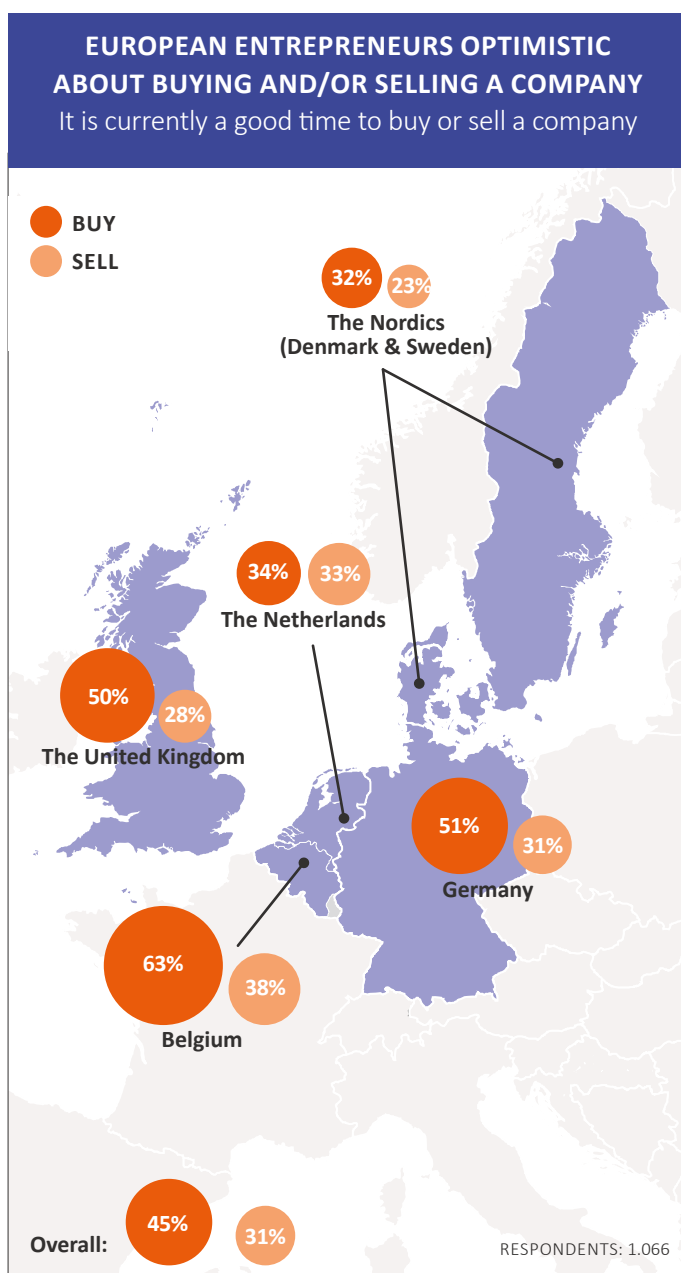 EUROPEAN ENTREPRENEURS OPTIMISTIC
ABOUT BUYING AND/OR SELLING A COMPANY
It is currently a good time to buy or sell a company
BUY
SELL
32% 23%
The Nordics
(Denmark & Sweden)
34% 33%
The Netherlands
50% 28%
The United Kingdom
51% 31%
Germany
63% 38%
Belgium
Overall: 45% 31%
RESPONDENTS: 1.066